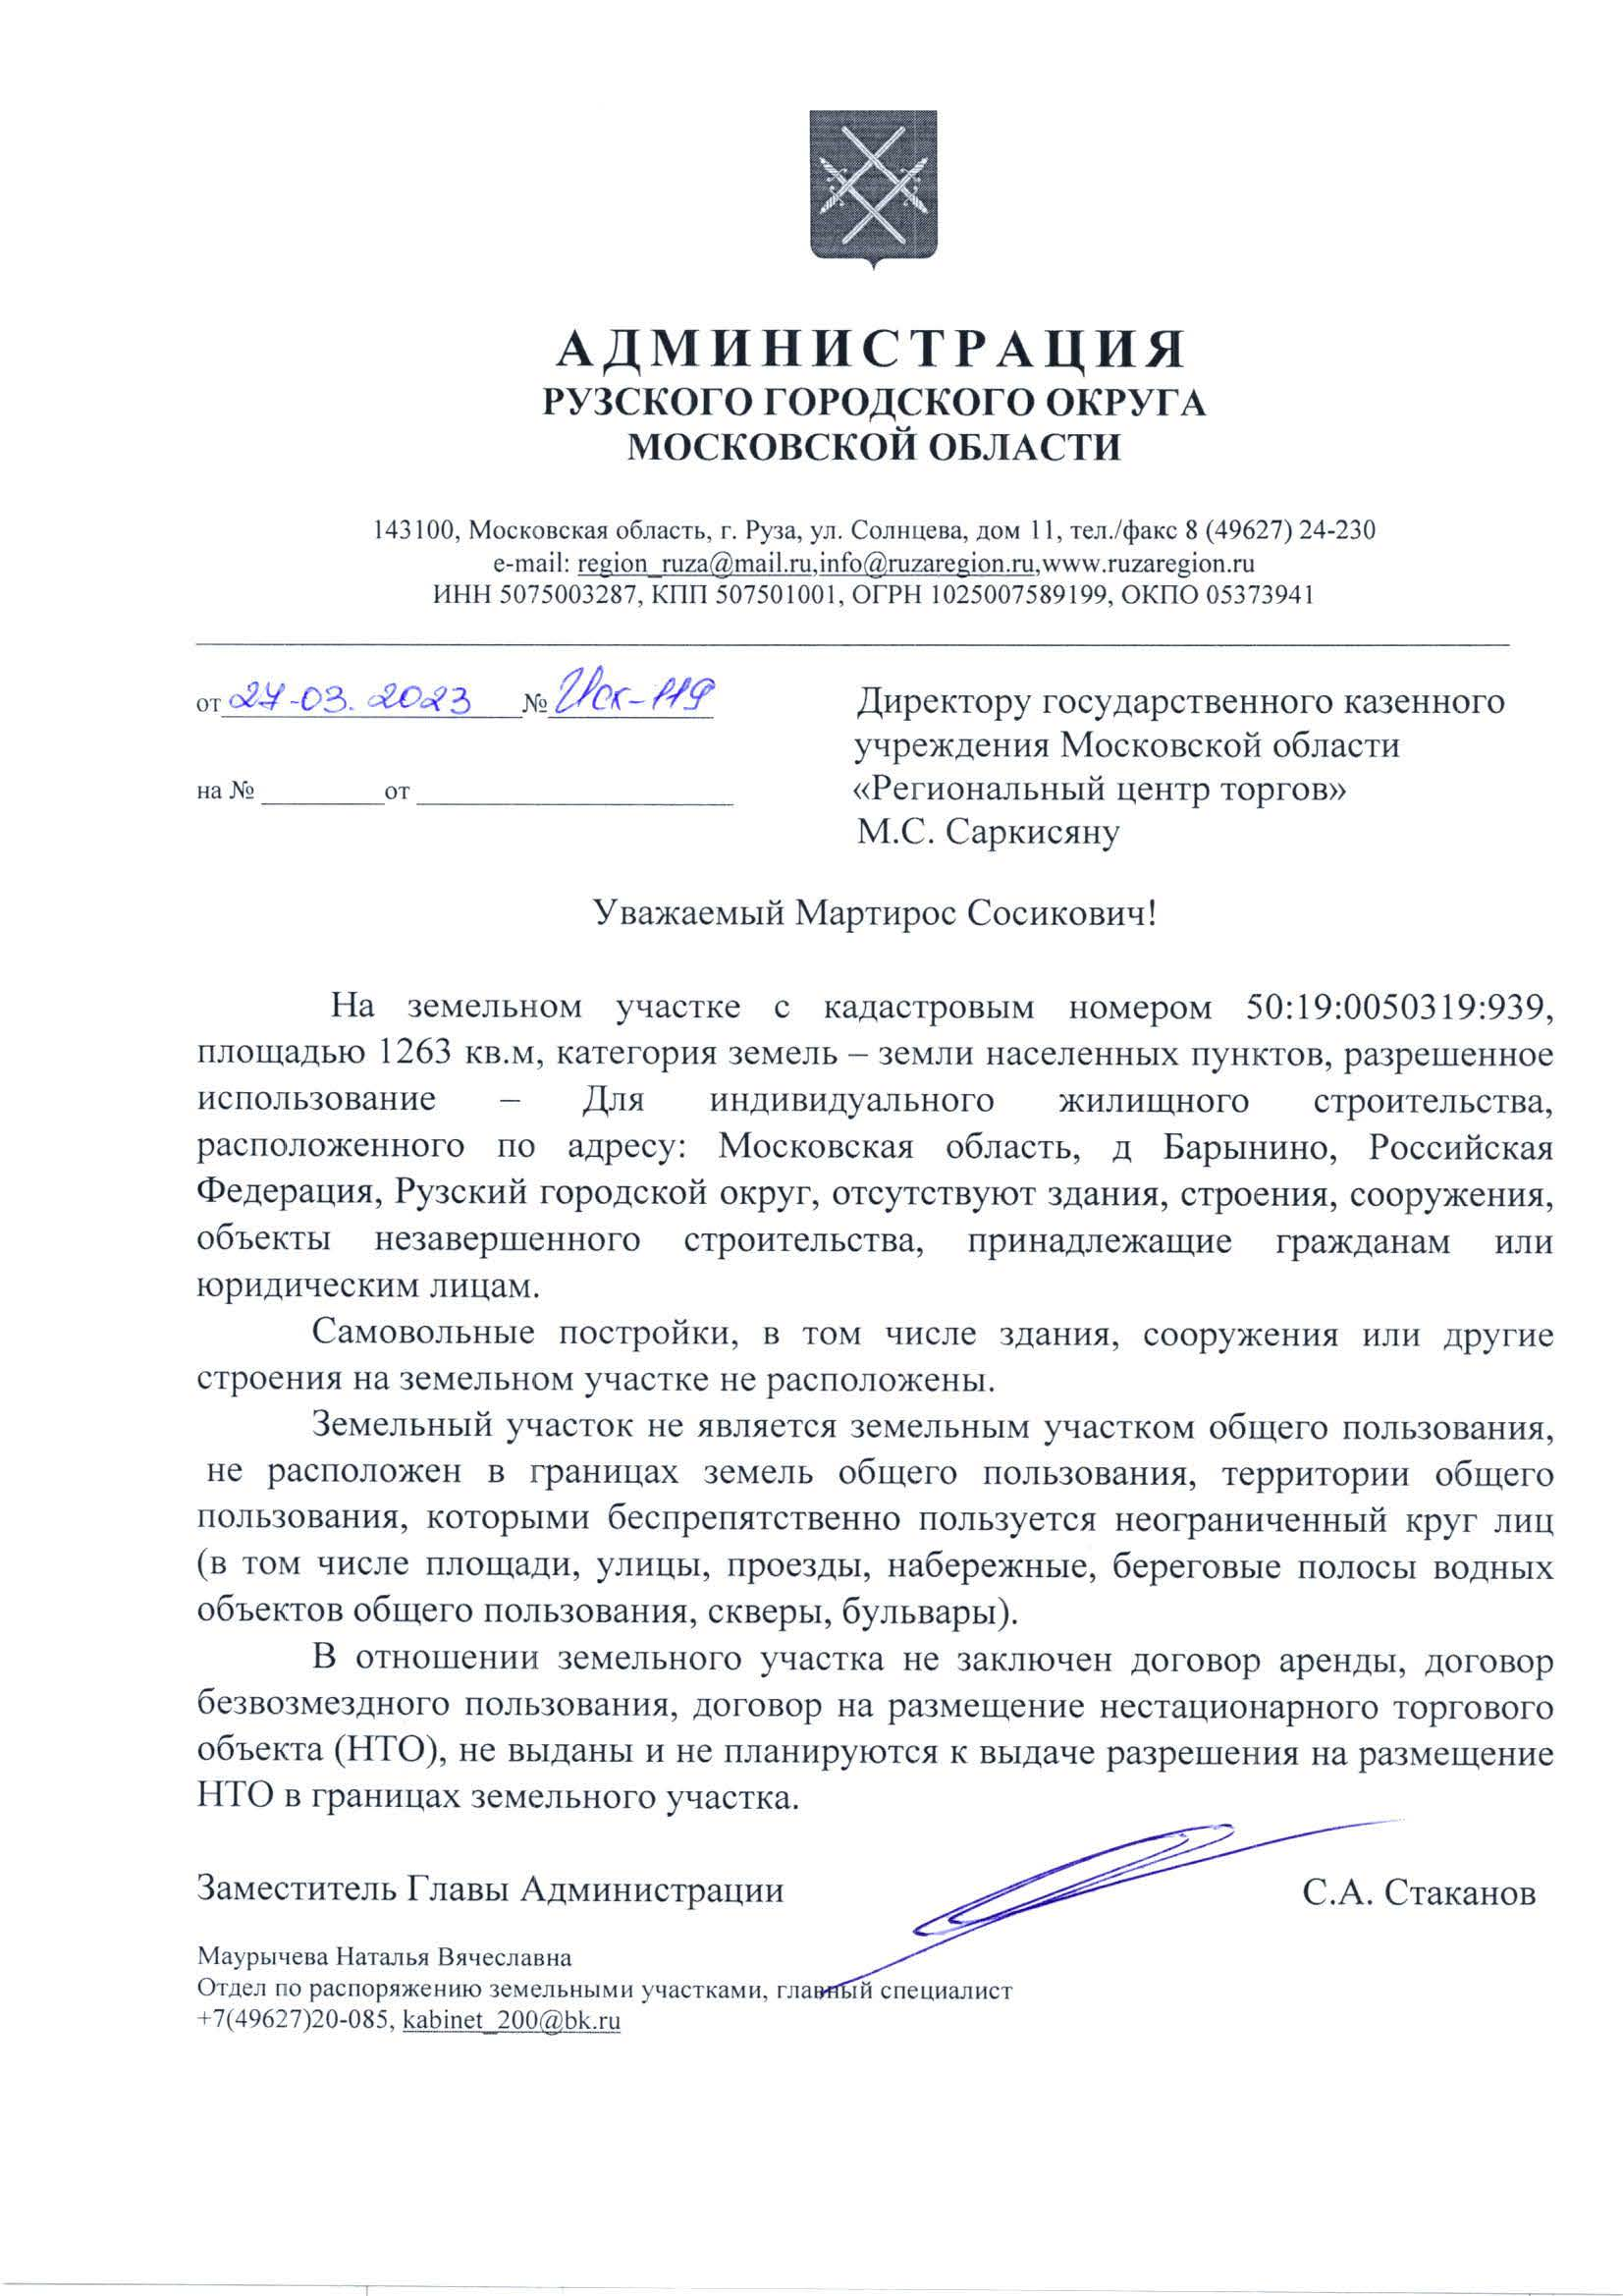 АДМИНИСТРАЦИЯ
РУЗСКОГО ГОРОДСКОГО ОКРУГА
МОСКОВСКОЙ ОБЛАСТИ
143100, Московская область, г. Руза, ул. Солнцева, дом 11, тел./факс 8 (49627) 24-230
e-mail: region_ruza@mail.ru,info@ruzaregion.ru,www.ruzaregion.ru
ИНН 5075003287, КПП 507501001, ОГРН 1025007589199, ОКПО 05373941
от 27-03. 2023 № Исх-119
на № __________от __________
Директору государственного казенного
учреждения Московской области
«Региональный центр торгов»
М.С. Саркисяну
Уважаемый Мартирос Сосикович!
На земельном участке с кадастровым номером 50:19:0050319:939,
площадью 1263 кв.м, категория земель – земли населенных пунктов, разрешенное
использование – Для индивидуального жилищного строительства,
расположенного по адресу: Московская область, д Барынино, Российская
Федерация, Рузский городской округ, отсутствуют здания, строения, сооружения,
объекты незавершенного строительства, принадлежащие гражданам или
юридическим лицам.
Самовольные постройки, в том числе здания, сооружения или другие
строения на земельном участке не расположены.
Земельный участок не является земельным участком общего пользования,
не расположен в границах земель общего пользования, территории общего
пользования, которыми беспрепятственно пользуется неограниченный круг лиц
(в том числе площади, улицы, проезды, набережные, береговые полосы водных
объектов общего пользования, скверы, бульвары).
В отношении земельного участка не заключен договор аренды, договор
безвозмездного пользования, договор на размещение нестационарного торгового
объекта (НТО), не выданы и не планируются к выдаче разрешения на размещение
НТО в границах земельного участка.
Заместитель Главы Администрации С.А. Стаканов
Маурычева Наталья Вячеславна
Отдел по распоряжению земельными участками, главный специалист
+7(49627)20-085, kabinet_200@bk.ru